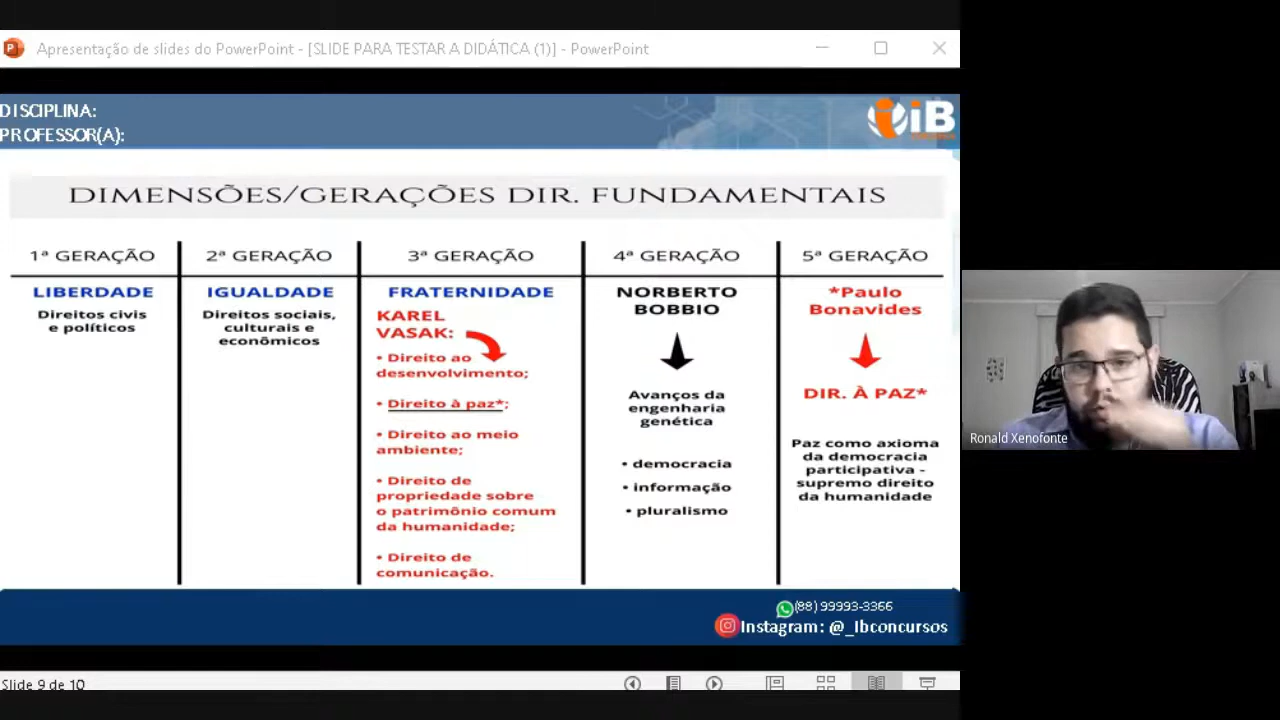 Apresentação de slides do PowerPoint - [SLIDE PARA TESTAR A DIDÁTICA (1)] - PowerPoint
DISCIPLINA:
PROFESSOR(A):
iB
DIMENSÕES/GERAÇÕES DIR. FUNDAMENTAIS
1ª GERAÇÃO
LIBERDADE
Direitos civis
e políticos
2ª GERAÇÃO
IGUALDADE
Direitos sociais,
culturais e
econômicos
3ª GERAÇÃO
FRATERNIDADE
KAREL
VASAK:
• Direito ao
desenvolvimento;
• Direito à paz*;
• Direito ao meio
ambiente;
• Direito de
propriedade sobre
o patrimônio comum
da humanidade;
• Direito de
comunicação.
4ª GERAÇÃO
NORBERTO
BOBBIO
Avanços da
engenharia
genética
• democracia
• informação
• pluralismo
5ª GERAÇÃO
*Paulo
Bonavides
DIR. À PAZ*
Paz como axioma
da democracia
participativa -
supremo direito
da humanidade
(88) 99993-3366
Instagram: @_Ibconcursos
Slide 9 de 10
Ronald Xenofonte